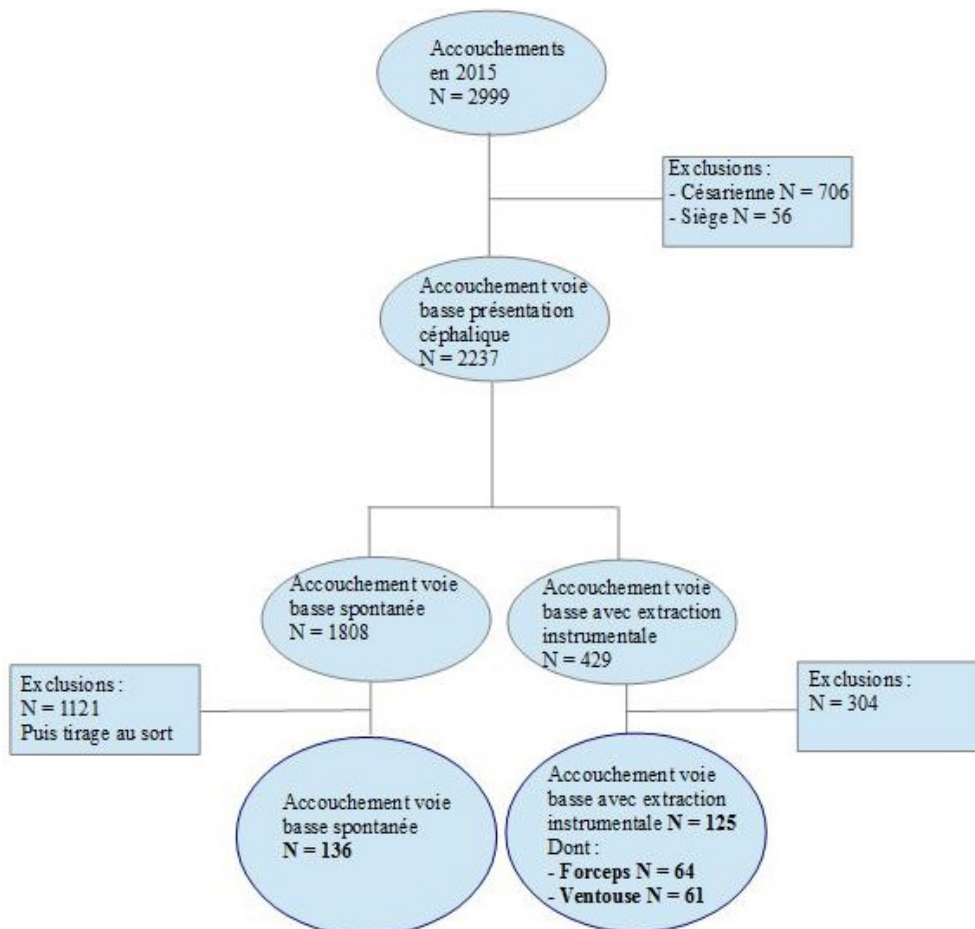 Accouchements
en 2015
N = 2999
Exclusions :
- Césarienne N = 706
- Siège N = 56
Accouchement voie
basse présentation
céphalique
N = 2237
Accouchement voie
basse spontanée
N = 1808
Accouchement voie
basse avec extraction
instrumentale
N = 429
Exclusions :
N = 1121
Puis tirage au sort
Exclusions :
N = 304
Accouchement voie
basse spontanée
N = 136
Accouchement voie
basse avec extraction
instrumentale N = 125
Dont :
- Forceps N = 64
- Ventouse N = 61